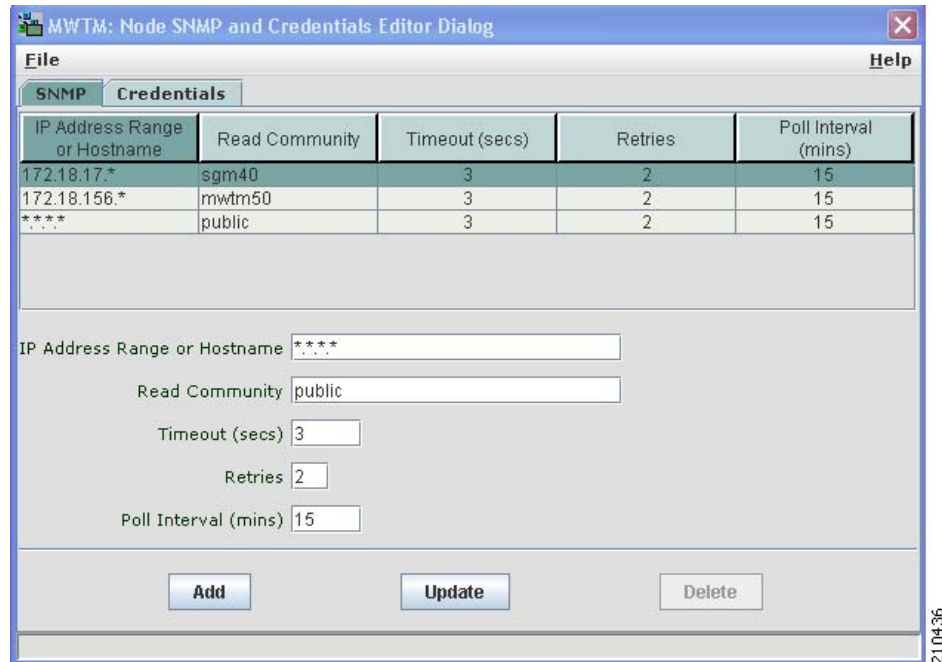 MWTM: Node SNMP and Credentials Editor Dialog
File Help
SNMP Credentials
IP Address Range or Hostname Read Community Timeout (secs) Retries Poll Interval (mins)
172.18.17.* sgm40 3 2 15
172.18.156.* mwtm50 3 2 15
*.*.*.* public 3 2 15
IP Address Range or Hostname *.*.*.*
Read Community public
Timeout (secs) 3
Retries 2
Poll Interval (mins) 15
Add Update Delete
210436